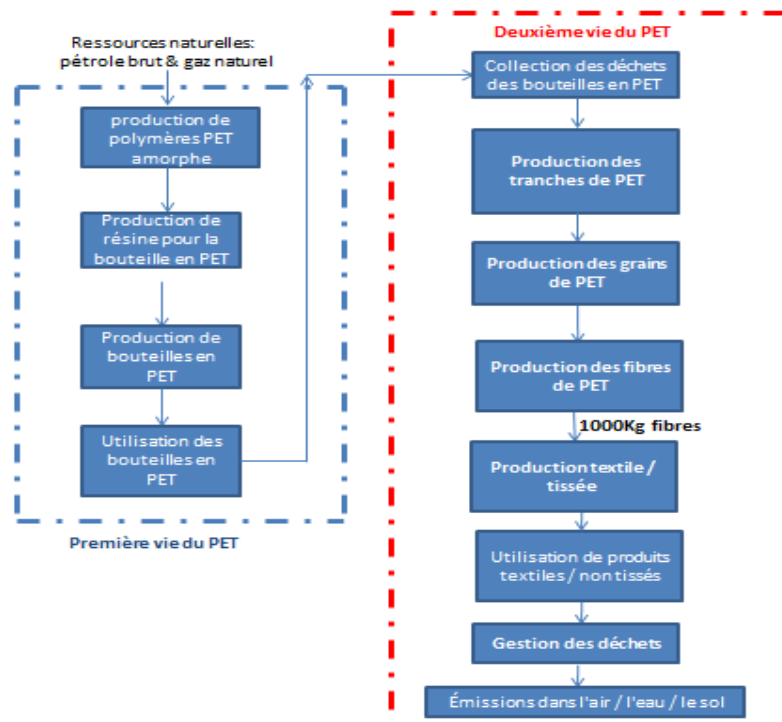 Ressources naturelles:
pétrole brut & gaz naturel
production de
polymères PET
amorphe
Production de
résine pour la
bouteille en PET
Production de
bouteilles en
PET
Utilisation des
bouteilles en
PET
Première vie du PET
Deuxième vie du PET
Collection des déchets
des bouteilles en PET
Production des
tranches de PET
Production des grains
de PET
Production des fibres
de PET
1000Kg fibres
Production textile /
tissée
Utilisation de produits
textiles / non tissés
Gestion des déchets
Émissions dans l'air / l'eau / le sol